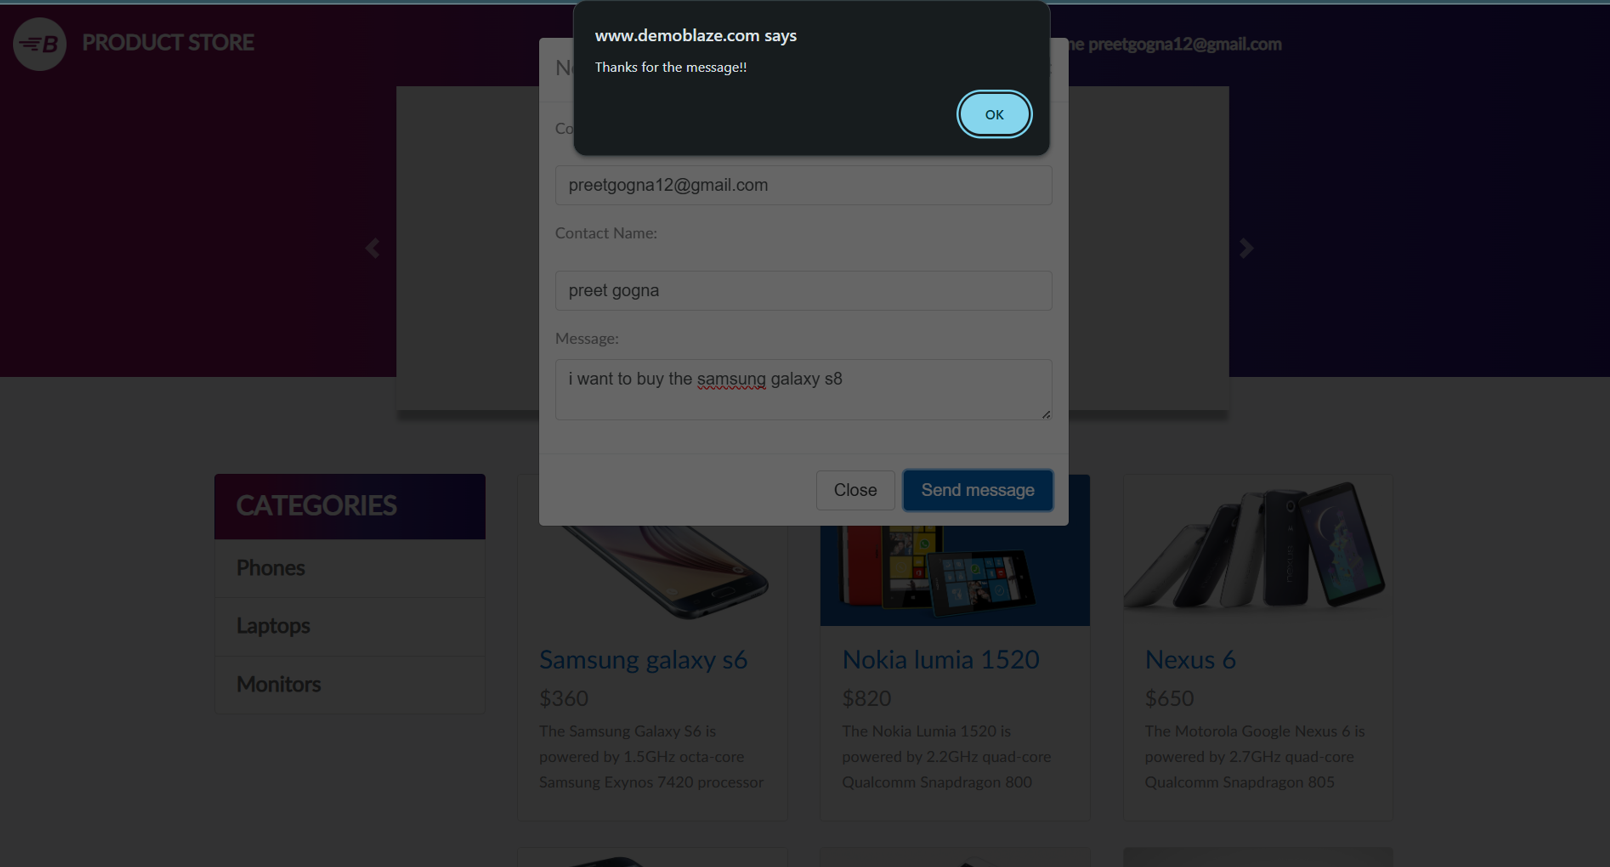 www.demoblaze.com says
Thanks for the message!!
OK
B PRODUCT STORE
preetgogna12@gmail.com
preetgogna12@gmail.com
Contact Name:
preet gogna
Message:
i want to buy the samsung galaxy s8
Close
Send message
CATEGORIES
Phones
Laptops
Monitors
Samsung galaxy s6
$360
The Samsung Galaxy S6 is
powered by 1.5GHz octa-core
Samsung Exynos 7420 processor
Nokia lumia 1520
$820
The Nokia Lumia 1520 is
powered by 2.2GHz quad-core
Qualcomm Snapdragon 800
Nexus 6
$650
The Motorola Google Nexus 6 is
powered by 2.7GHz quad-core
Qualcomm Snapdragon 805